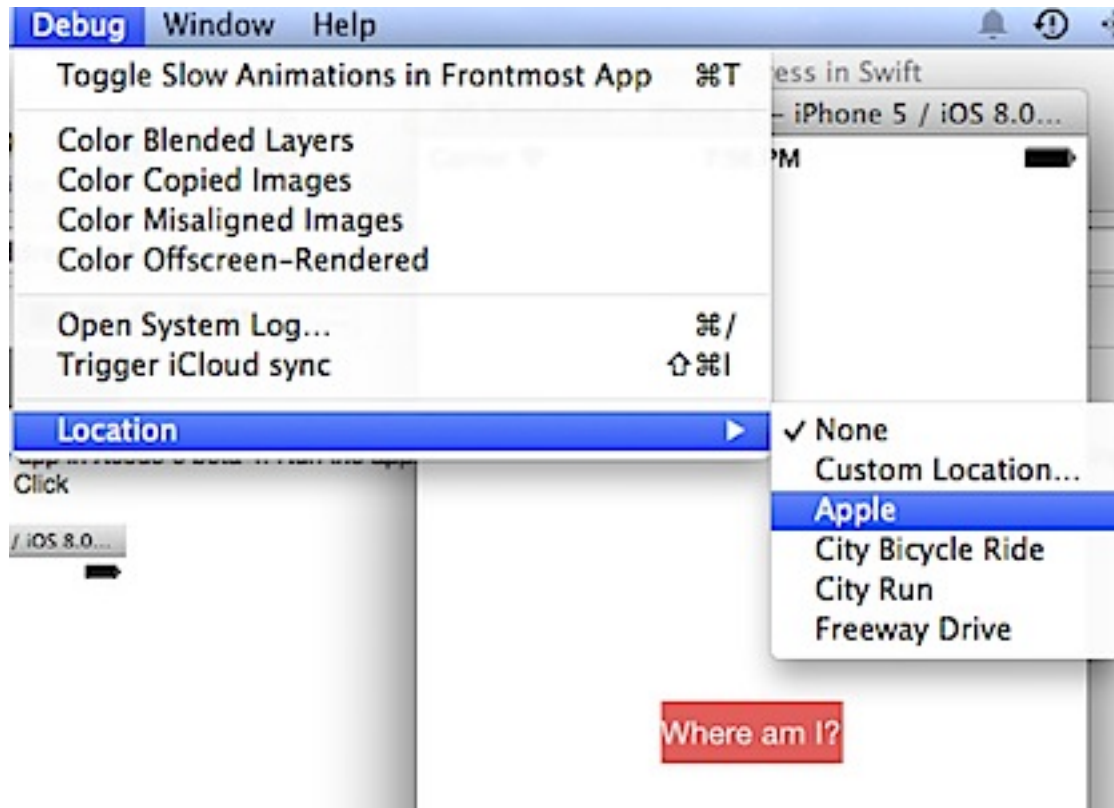 Debug Window Help
Toggle Slow Animations in Frontmost App ⌘T
ess in Swift
– iPhone 5 / iOS 8.0...
PM
Color Blended Layers
Color Copied Images
Color Misaligned Images
Color Offscreen-Rendered
Open System Log... ⌘/
Trigger iCloud sync ⇧⌘I
Location
✓ None
Custom Location...
Apple
City Bicycle Ride
City Run
Freeway Drive
Click
/ iOS 8.0...
Where am I?